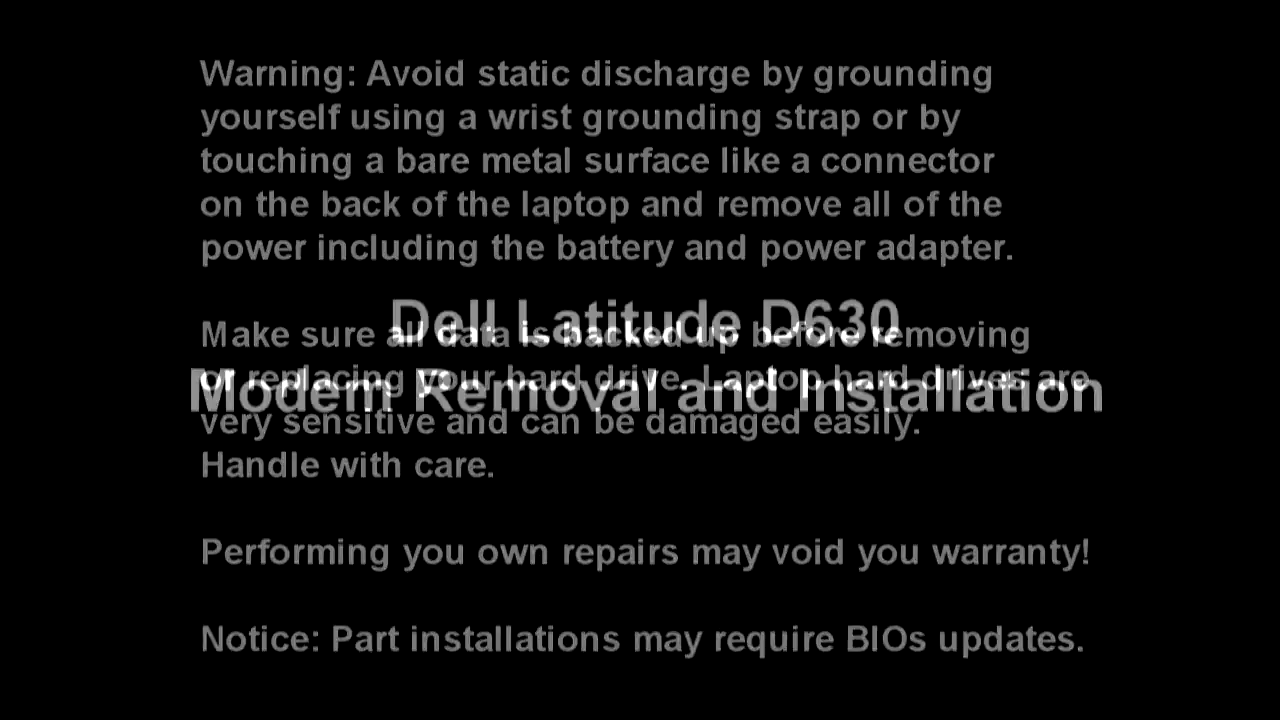 Warning: Avoid static discharge by grounding
yourself using a wrist grounding strap or by
touching a bare metal surface like a connector
on the back of the laptop and remove all of the
power including the battery and power adapter.
Dell Latitude D630
Make sure all data is backed up before removing
or replacing your hard drive. Laptop hard drives are
Modem Removal and Installation
very sensitive and can be damaged easily.
Handle with care.
Performing you own repairs may void you warranty!
Notice: Part installations may require BIOs updates.